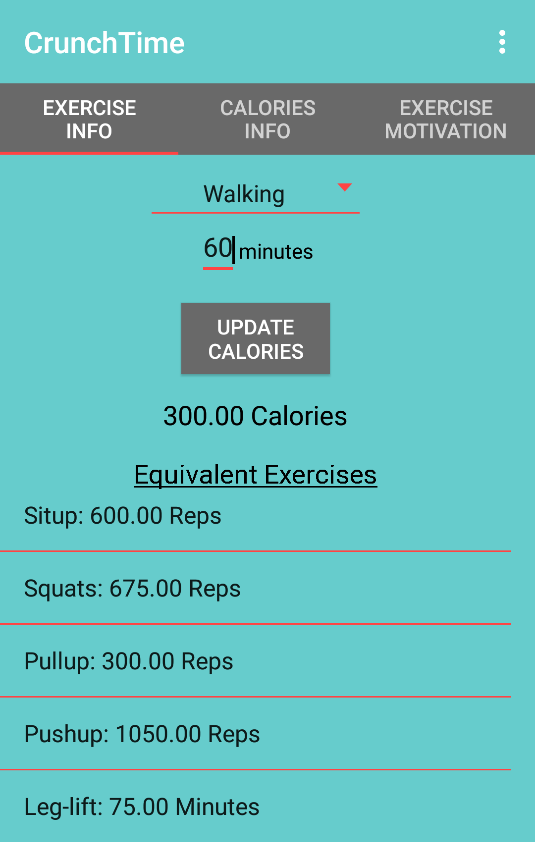 CrunchTime
EXERCISE
INFO
CALORIES
INFO
EXERCISE
MOTIVATION
Walking
60 minutes
UPDATE
CALORIES
300.00 Calories
Equivalent Exercises
Situp: 600.00 Reps
Squats: 675.00 Reps
Pullup: 300.00 Reps
Pushup: 1050.00 Reps
Leg-lift: 75.00 Minutes